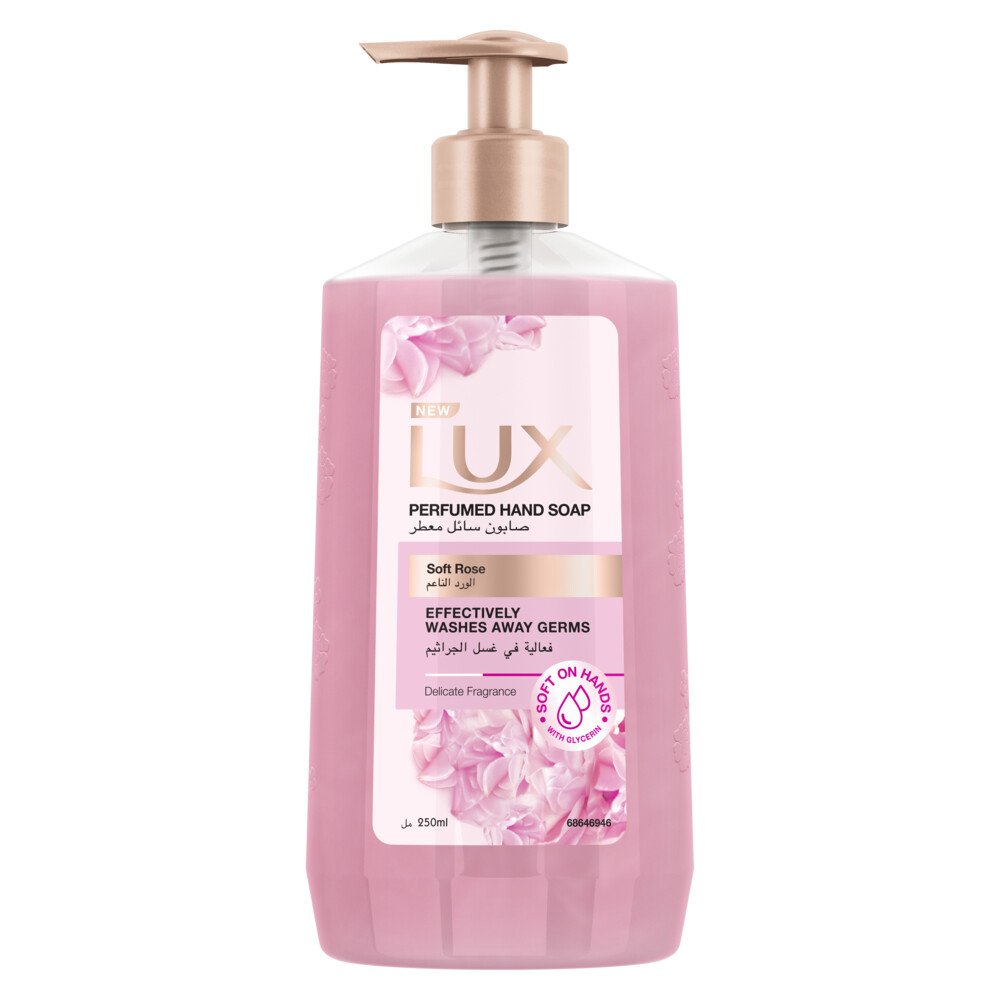 NEW
LUX
PERFUMED HAND SOAP
صابون سائل معطر
Soft Rose
الورد الناعم
EFFECTIVELY
WASHES AWAY GERMS
فعالية في غسل الجراثيم
Delicate Fragrance
SOFT ON HANDS
WITH GLYCERIN
250ml مل
68646946